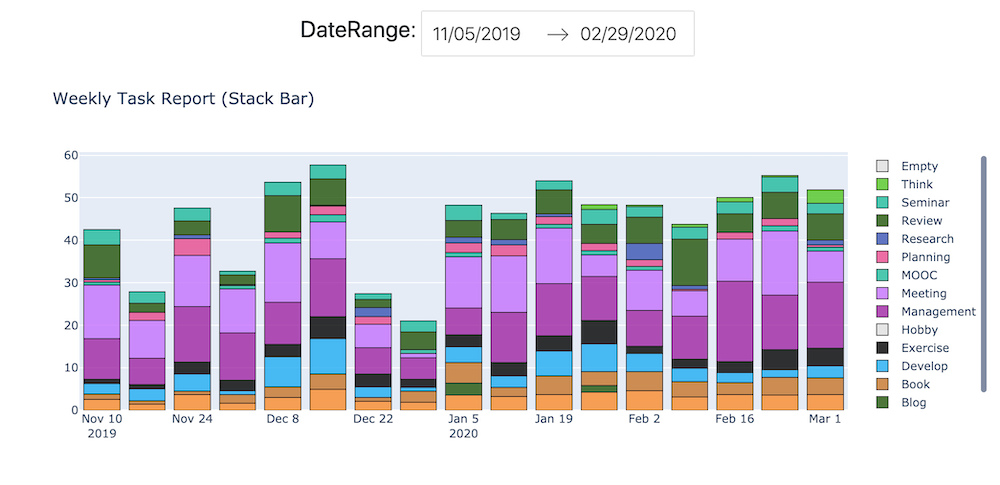 DateRange: 11/05/2019 → 02/29/2020
Weekly Task Report (Stack Bar)
60
50
40
30
20
10
0
Nov 10 Nov 24 Dec 8 Dec 22 Jan 5 Jan 19 Feb 2 Feb 16 Mar 1
2019 2020
Empty
Think
Seminar
Review
Research
Planning
MOOC
Meeting
Management
Hobby
Exercise
Develop
Book
Blog